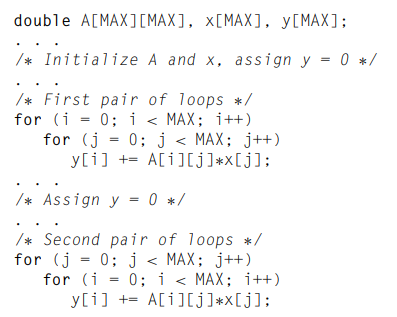 double A[MAX][MAX], x[MAX], y[MAX];
. . .
/* Initialize A and x, assign y = 0 */
. . .
/* First pair of loops */
for (i = 0; i < MAX; i++)
   for (j = 0; j < MAX; j++)
      y[i] += A[i][j]*x[j];
. . .
/* Assign y = 0 */
. . .
/* Second pair of loops */
for (j = 0; j < MAX; j++)
   for (i = 0; i < MAX; i++)
      y[i] += A[i][j]*x[j];